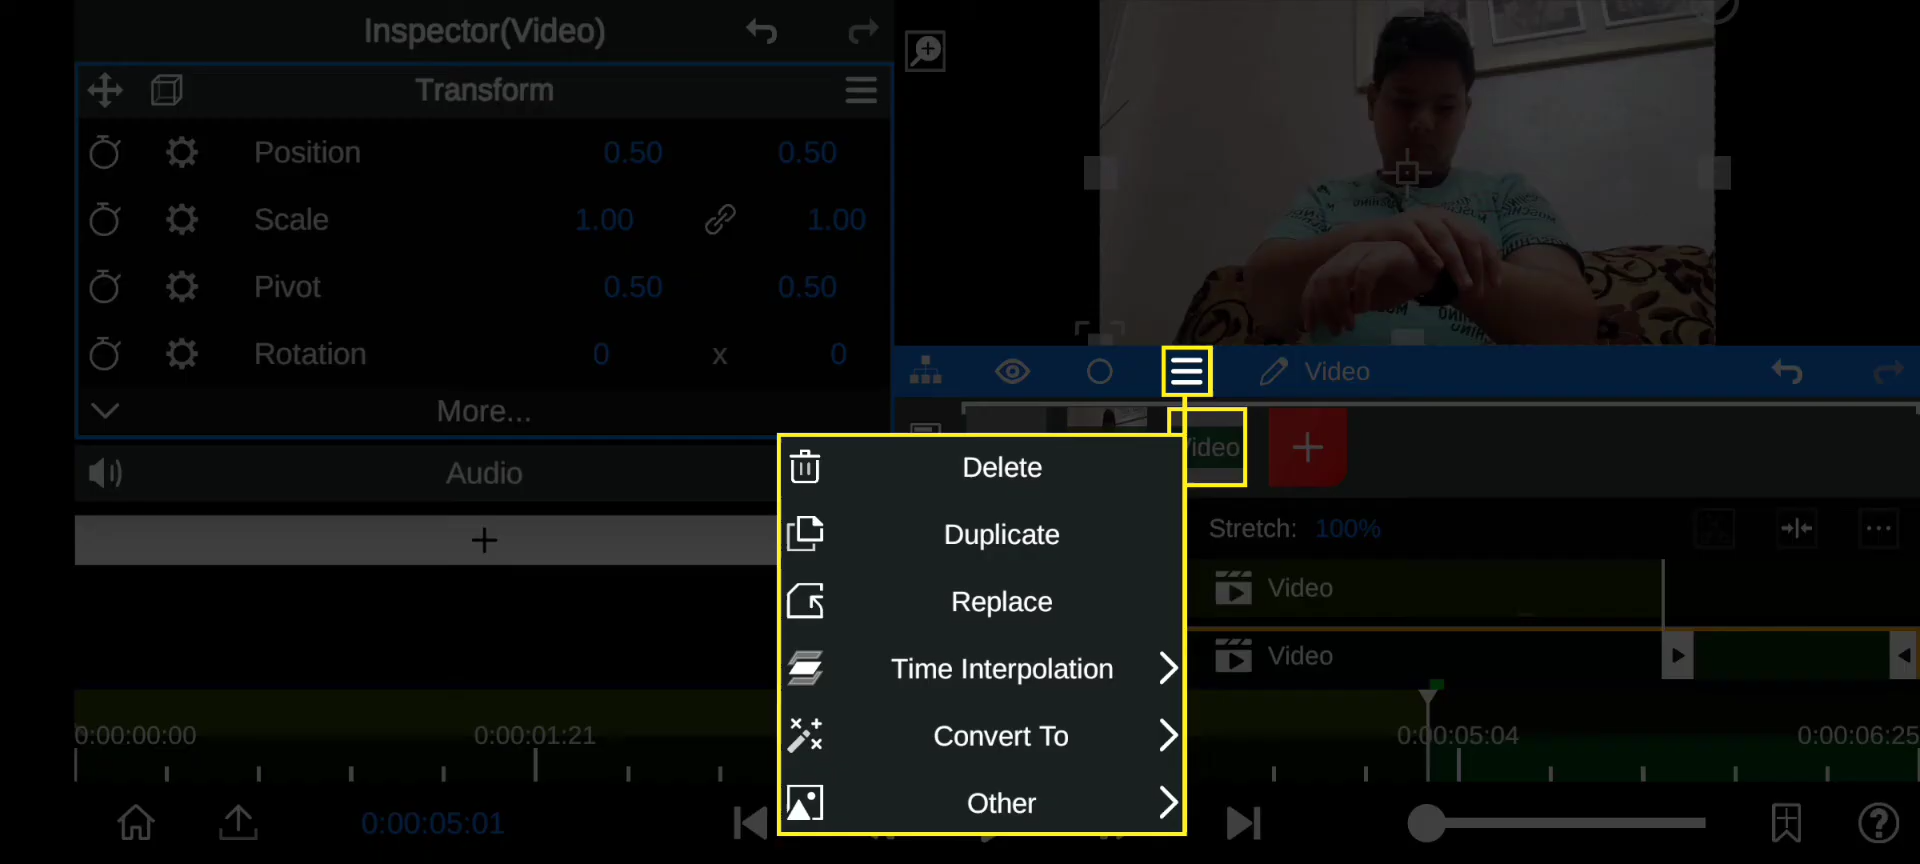 Inspector(Video)
Transform
Position 0.50 0.50
Scale 1.00 1.00
Pivot 0.50 0.50
Rotation 0 x 0
More...
Audio
+
Video
Video
Delete
Duplicate
Replace
Time Interpolation
Convert To
Other
Stretch: 100%
Video
Video
0:00:00:00 0:00:01:21 0:00:05:04 0:00:06:25
0:00:05:01